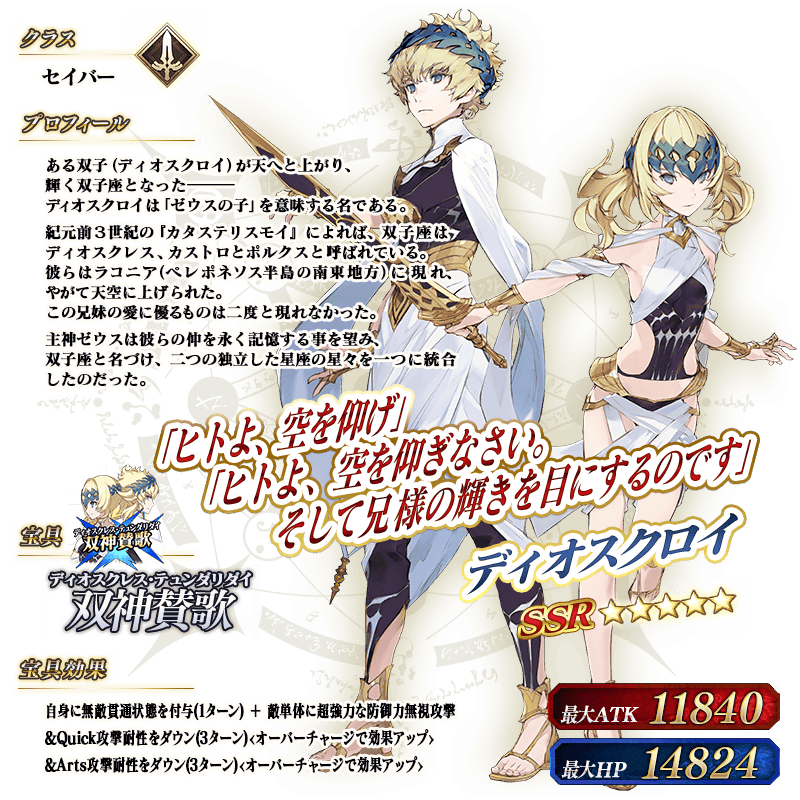 クラス
セイバー
プロフィール
ある双子(ディオスクロイ)が天へと上がり、
輝く双子座となった───
ディオスクロイは「ゼウスの子」を意味する名である。
紀元前3世紀の『カタステリスモイ』によれば、双子座は、
ディオスクレス、カストロとポルクスと呼ばれている。
彼らはラコニア(ペレポネソス半島の南東地方)に現れ、
やがて天空に上げられた。
この兄妹の愛に優るものは二度と現れなかった。
主神ゼウスは彼らの仲を永く記憶する事を望み、
双子座と名づけ、二つの独立した星座の星々を一つに統合
したのだった。
「ヒトよ、空を仰げ」
「ヒトよ、空を仰ぎなさい。
そして兄様の輝きを目にするのです」
ディオスクロイ
SSR
宝具
ディオスクレス・テュンダリダイ
双神賛歌
ディオスクレス・テュンダリダイ
双神賛歌
宝具効果
自身に無敵貫通状態を付与(1ターン) + 敵単体に超強力な防御力無視攻撃
&Quick攻撃耐性をダウン(3ターン)<オーバーチャージで効果アップ>
&Arts攻撃耐性をダウン(3ターン)<オーバーチャージで効果アップ>
最大ATK 11840
最大HP 14824